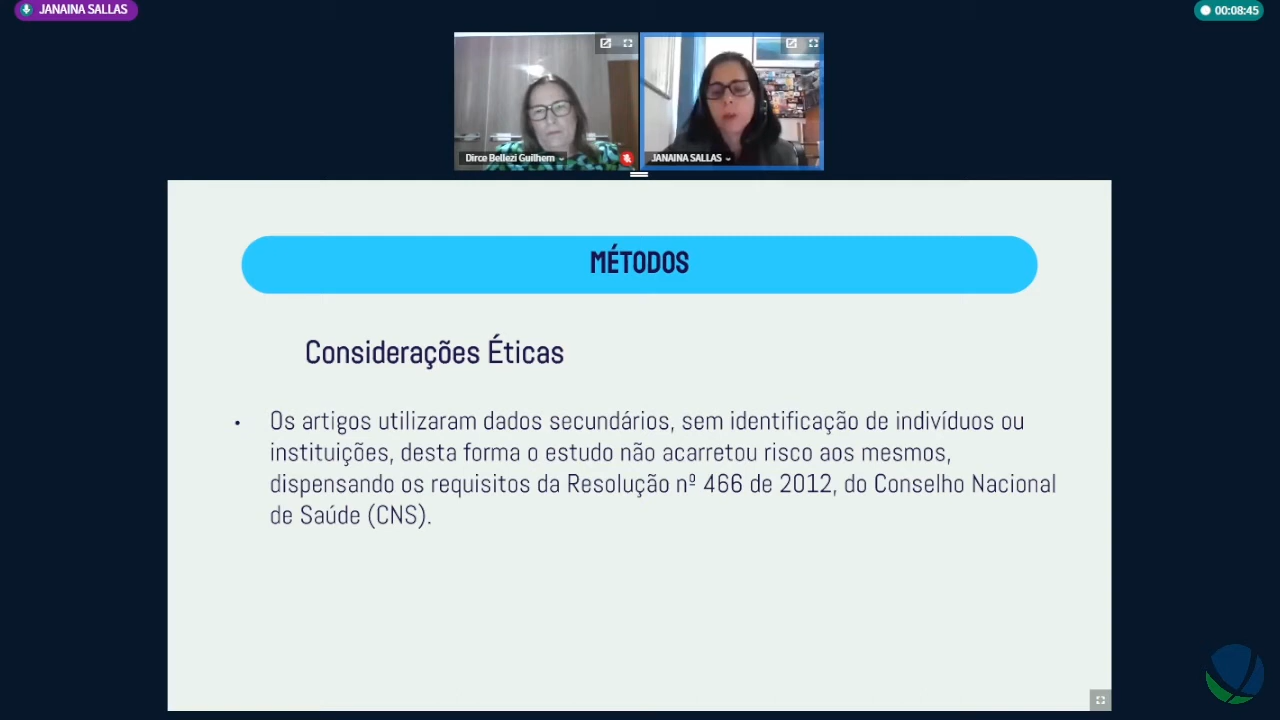 JANAINA SALLAS
00:08:45
Dirce Bellezi Guilhem
JANAINA SALLAS
MÉTODOS
Considerações Éticas
• Os artigos utilizaram dados secundários, sem identificação de indivíduos ou
instituições, desta forma o estudo não acarretou risco aos mesmos,
dispensando os requisitos da Resolução nº 466 de 2012, do Conselho Nacional
de Saúde (CNS).